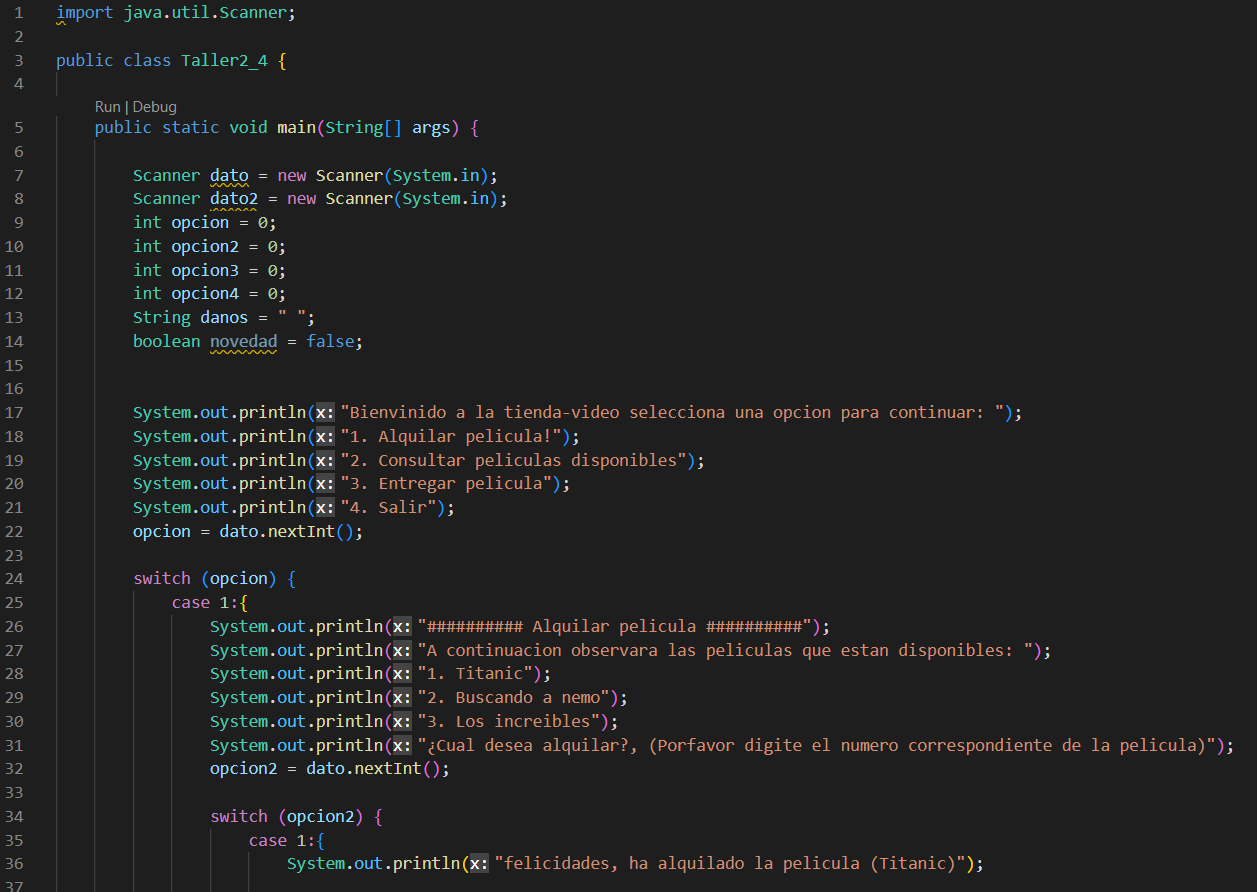 1 import java.util.Scanner;
2
3 public class Taller2_4 {
4
Run | Debug
5 public static void main(String[] args) {
6
7 Scanner dato = new Scanner(System.in);
8 Scanner dato2 = new Scanner(System.in);
9 int opcion = 0;
10 int opcion2 = 0;
11 int opcion3 = 0;
12 int opcion4 = 0;
13 String danos = " ";
14 boolean novedad = false;
15
16
17 System.out.println(x: "Bienvinido a la tienda-video selecciona una opcion para continuar: ");
18 System.out.println(x: "1. Alquilar pelicula!");
19 System.out.println(x: "2. Consultar peliculas disponibles");
20 System.out.println(x: "3. Entregar pelicula");
21 System.out.println(x: "4. Salir");
22 opcion = dato.nextInt();
23
24 switch (opcion) {
25 case 1:{
26 System.out.println(x: "########## Alquilar pelicula ##########");
27 System.out.println(x: "A continuacion observara las peliculas que estan disponibles: ");
28 System.out.println(x: "1. Titanic");
29 System.out.println(x: "2. Buscando a nemo");
30 System.out.println(x: "3. Los increibles");
31 System.out.println(x: "¿Cual desea alquilar?, (Porfavor digite el numero correspondiente de la pelicula)");
32 opcion2 = dato.nextInt();
33
34 switch (opcion2) {
35 case 1:{
36 System.out.println(x: "felicidades, ha alquilado la pelicula (Titanic)");
37